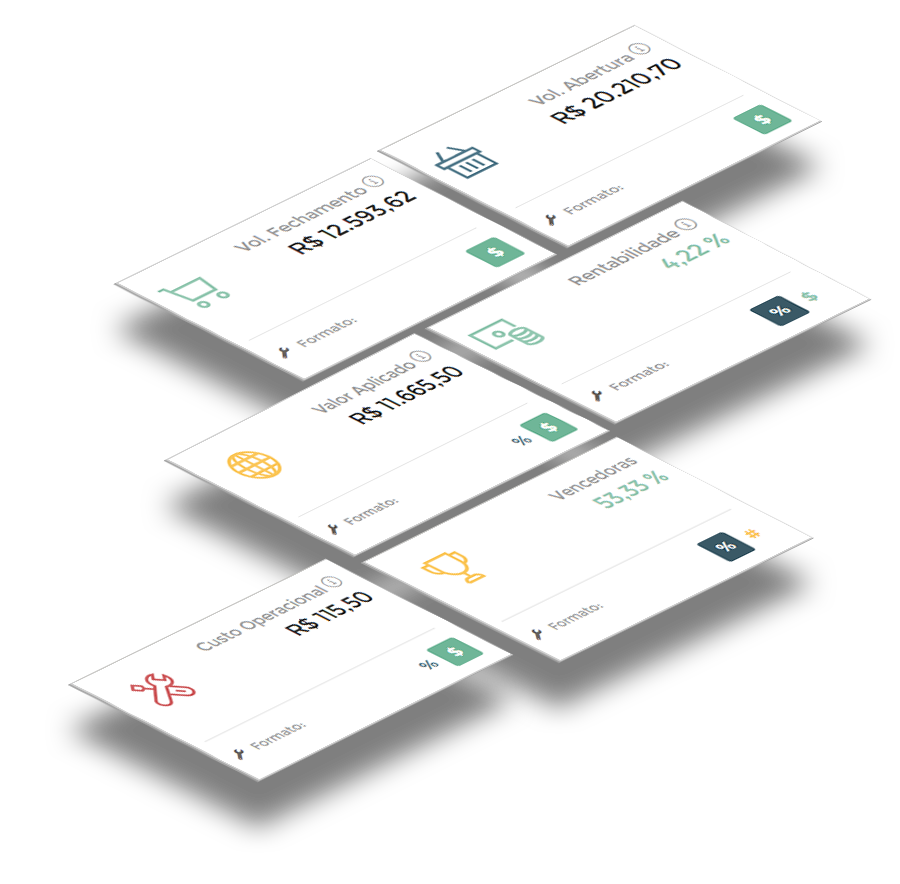 Vol. Abertura
R$ 20.210,70
$
Formato:
Vol. Fechamento
R$ 12.593,62
$
Formato:
Rentabilidade
4,22 %
% $
Formato:
Valor Aplicado
R$ 11.665,50
% $
Formato:
Vencedoras
53,33 %
% #
Formato:
Custo Operacional
R$ 115,50
% $
Formato: